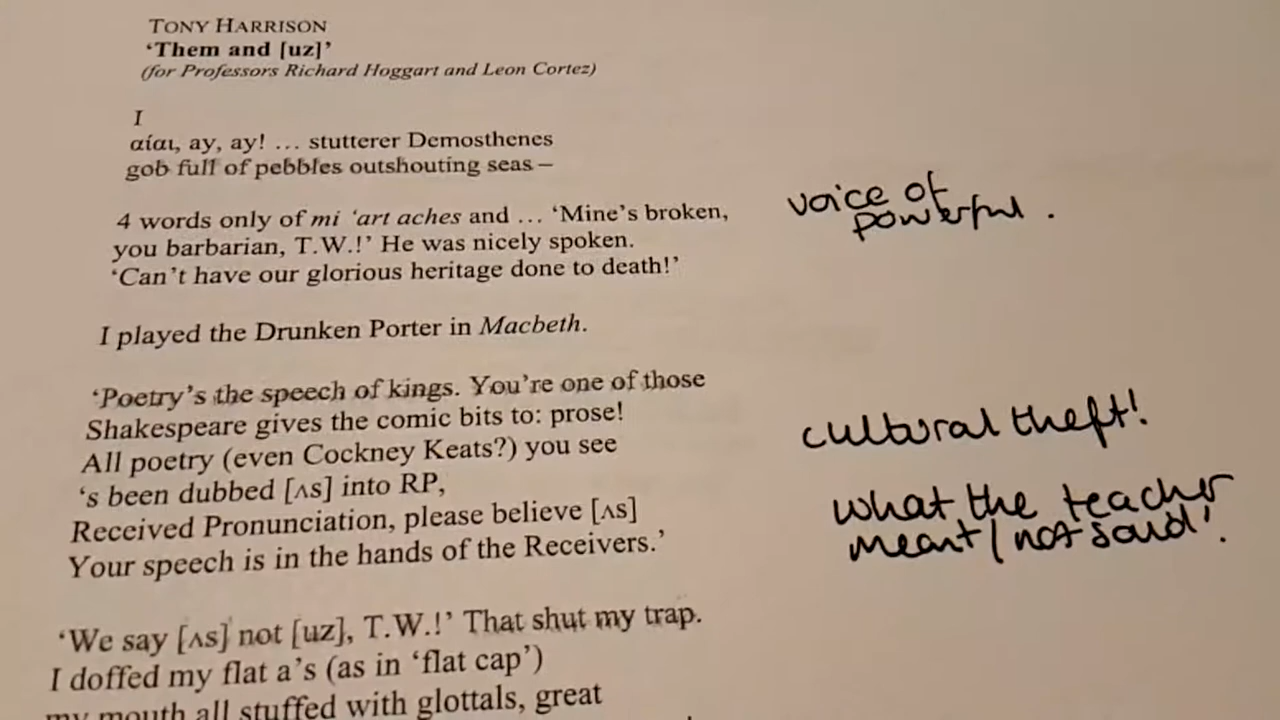 TONY HARRISON
‘Them and [uz]’
(for Professors Richard Hoggart and Leon Cortez)
I
αίαι, ay, ay! … stutterer Demosthenes
gob full of pebbles outshouting seas –
4 words only of mi ‘art aches and … ‘Mine’s broken,
you barbarian, T.W.!’ He was nicely spoken.
‘Can’t have our glorious heritage done to death!’
voice of
powerful.
I played the Drunken Porter in Macbeth.
‘Poetry’s the speech of kings. You’re one of those
Shakespeare gives the comic bits to: prose!
All poetry (even Cockney Keats?) you see
‘s been dubbed [ʌs] into RP,
Received Pronunciation, please believe [ʌs]
Your speech is in the hands of the Receivers.’
cultural theft!
what the teacher
meant / not said!.
‘We say [ʌs] not [uz], T.W.!’ That shut my trap.
I doffed my flat a’s (as in ‘flat cap’)
my mouth all stuffed with glottals, great